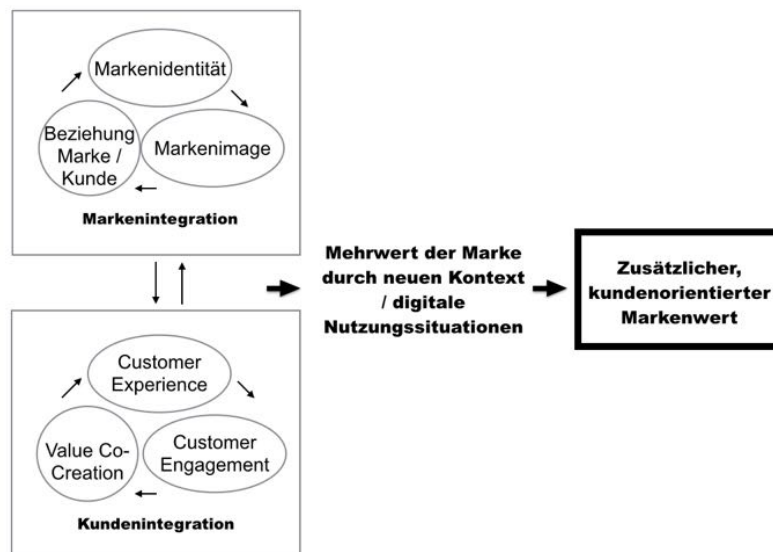 Markenidentität
Beziehung
Marke /
Kunde
Markenimage
Markenintegration
Mehrwert der Marke
durch neuen Kontext
/ digitale
Nutzungssituationen
Zusätzlicher,
kundenorientierter
Markenwert
Customer
Experience
Value Co-
Creation
Customer
Engagement
Kundenintegration